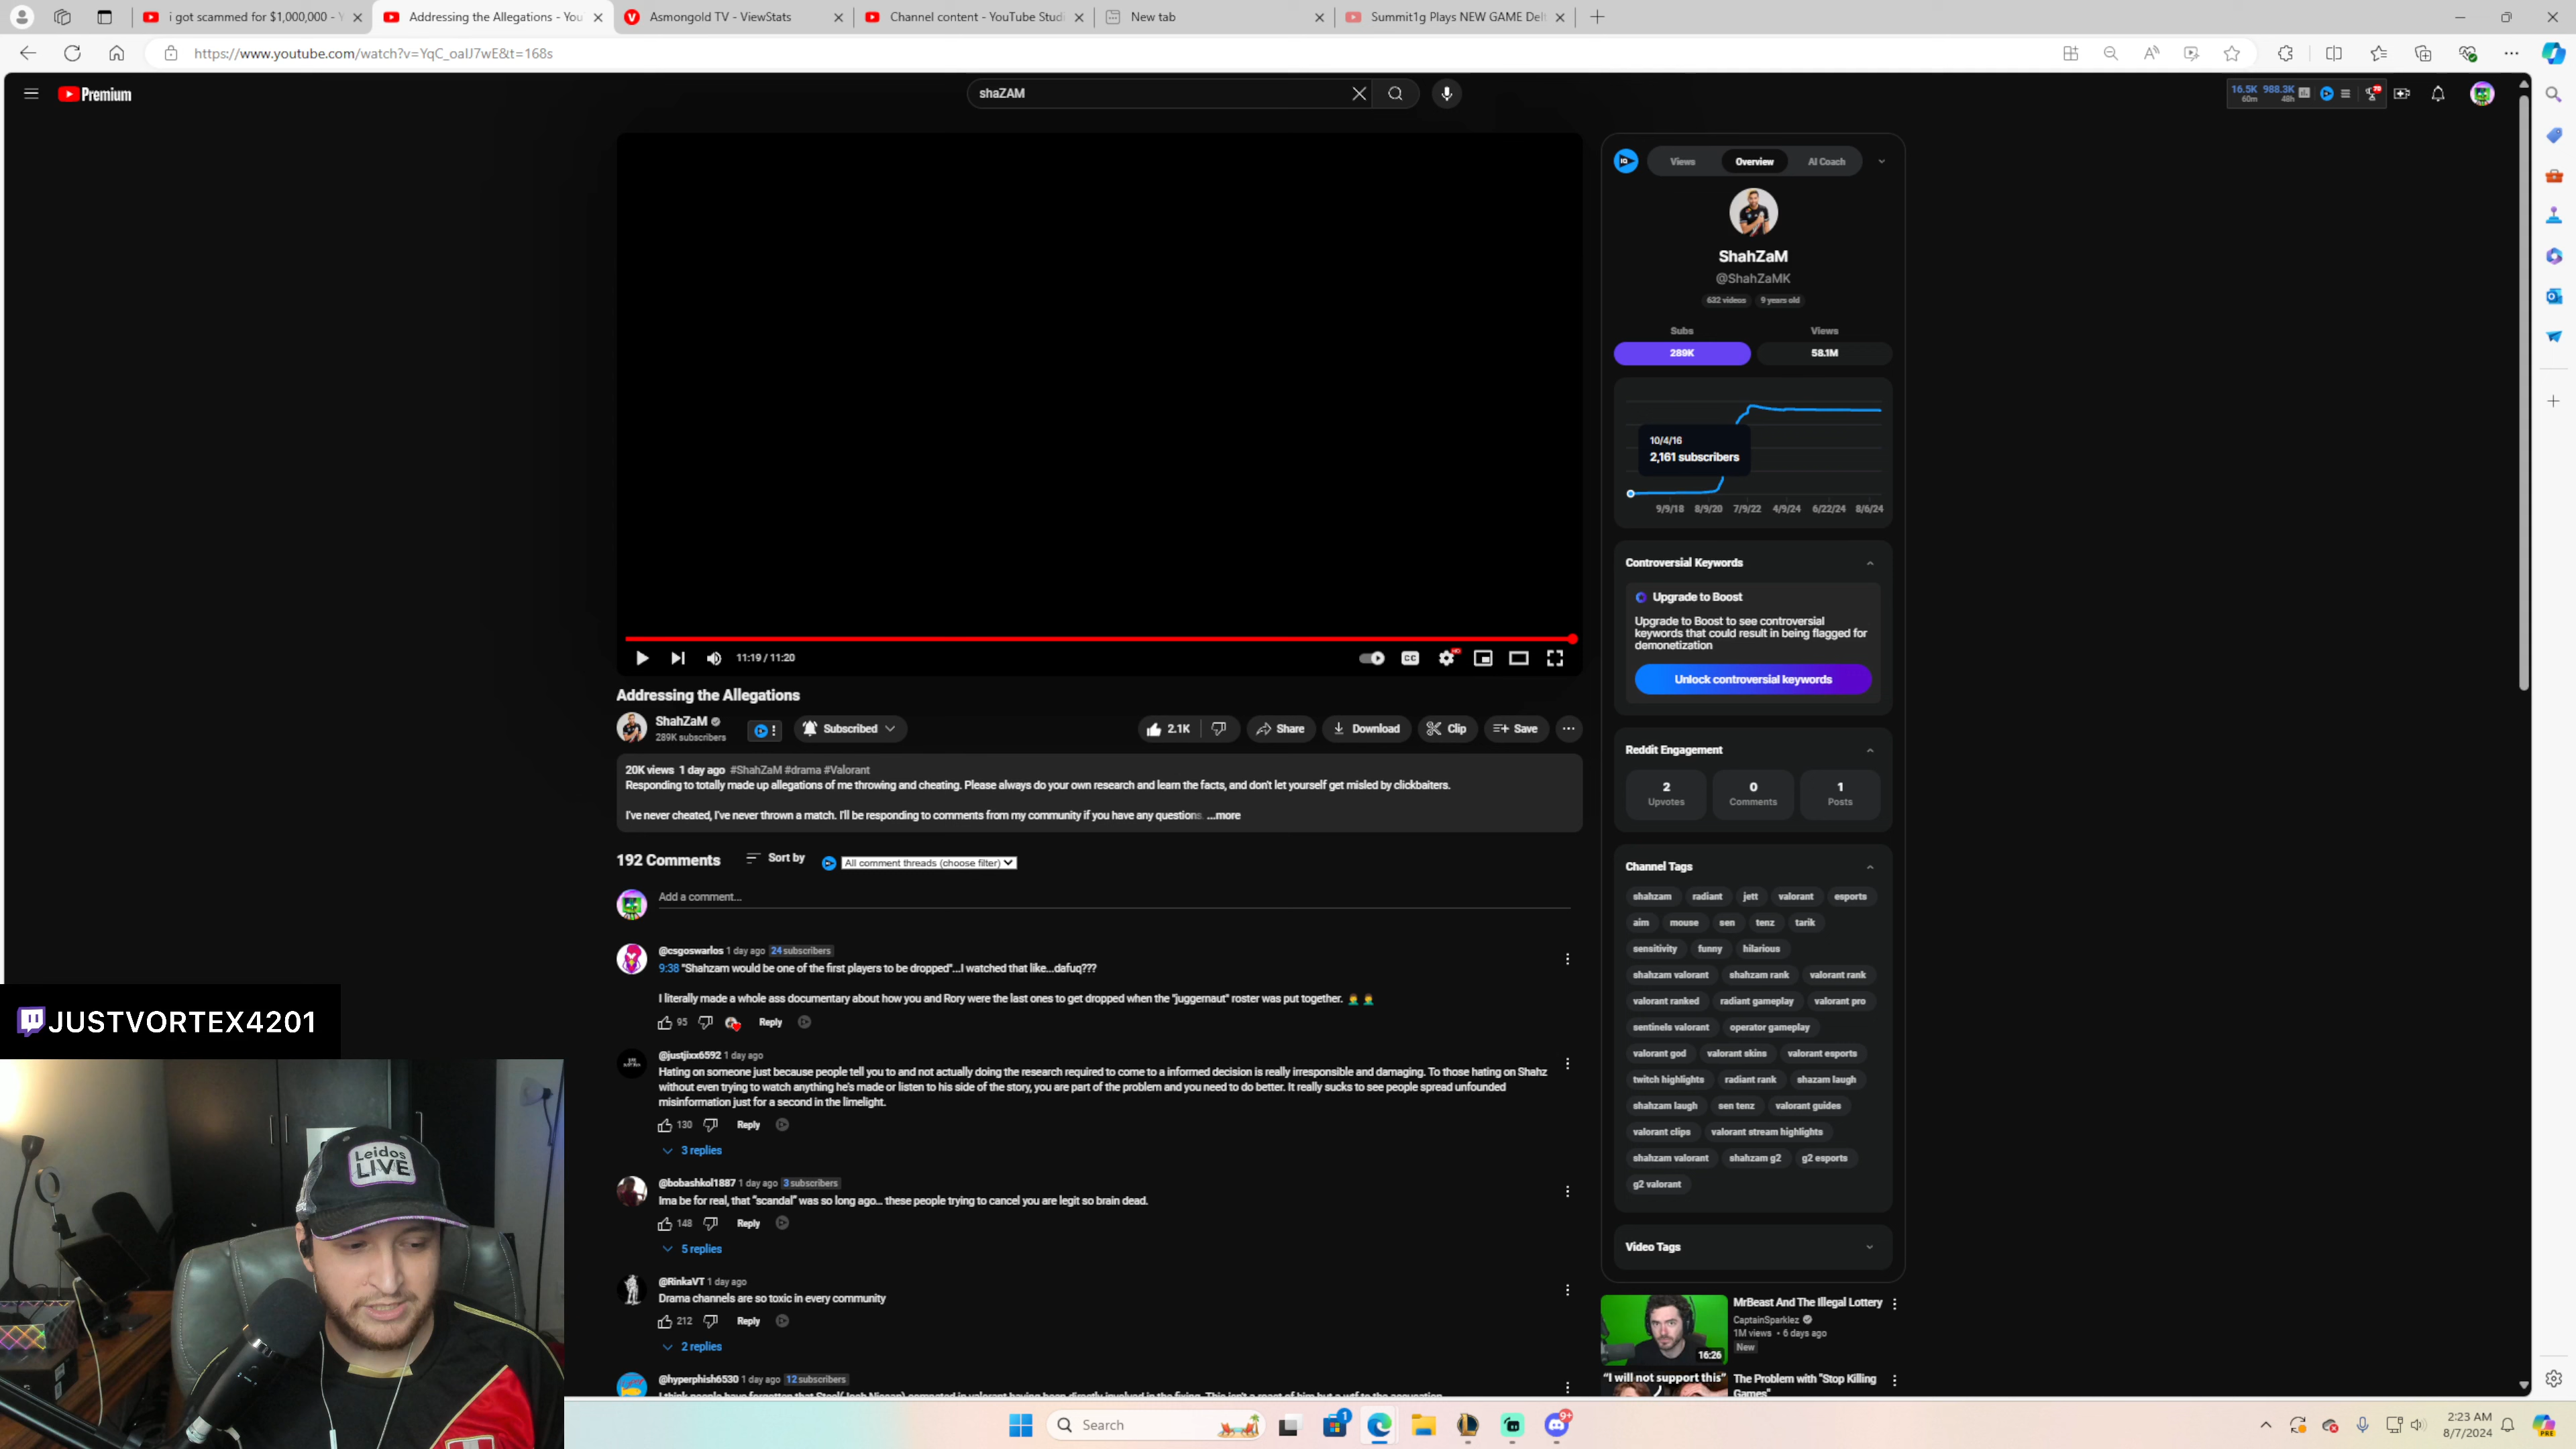 i got scammed for $1,000,000 - Y
Addressing the Allegations - You
Asmongold TV - ViewStats
Channel content - YouTube Studi
New tab
Summit1g Plays NEW GAME Delt
https://www.youtube.com/watch?v=YqC_oaIJ7wE&t=168s
Premium
shaZAM
16.5K 60m
988.3K 48h
Views
Overview
AI Coach
ShahZaM
@ShahZaMK
632 videos
9 years old
Subs
Views
289K
58.1M
10/4/16
2,161 subscribers
9/9/18 8/9/20 7/9/22 4/9/24 6/22/24 8/6/24
Controversial Keywords
Upgrade to Boost
Upgrade to Boost to see controversial
keywords that could result in being flagged for
demonetization
Unlock controversial keywords
11:19 / 11:20
CC
HD
Addressing the Allegations
ShahZaM
289K subscribers
Subscribed
2.1K
Share
Download
Clip
Save
20K views 1 day ago #ShahZaM #drama #Valorant
Responding to totally made up allegations of me throwing and cheating. Please always do your own research and learn the facts, and don't let yourself get misled by clickbaiters.
I've never cheated, I've never thrown a match. I'll be responding to comments from my community if you have any questions. ...more
Reddit Engagement
2
Upvotes
0
Comments
1
Posts
192 Comments
Sort by
All comment threads (choose filter)
Add a comment...
@csgoswarlos 1 day ago 24 subscribers
9:38 "Shahzam would be one of the first players to be dropped"...I watched that like...dafuq???
I literally made a whole ass documentary about how you and Rory were the last ones to get dropped when the "juggernaut" roster was put together.
95
Reply
@justjixx6592 1 day ago
Hating on someone just because people tell you to and not actually doing the research required to come to a informed decision is really irresponsible and damaging. To those hating on Shahz
without even trying to watch anything he's made or listen to his side of the story, you are part of the problem and you need to do better. It really sucks to see people spread unfounded
misinformation just for a second in the limelight.
130
Reply
3 replies
@bobashkol1887 1 day ago 3 subscribers
Ima be for real, that "scandal" was so long ago... these people trying to cancel you are legit so brain dead.
148
Reply
5 replies
@RinkaVT 1 day ago
Drama channels are so toxic in every community
212
Reply
2 replies
@hyperphish6530 1 day ago 12 subscribers
Channel Tags
shahzam radiant jett valorant esports
aim mouse sen tenz tarik
sensitivity funny hilarious
shahzam valorant shahzam rank valorant rank
valorant ranked radiant gameplay valorant pro
sentinels valorant operator gameplay
valorant god valorant skins valorant esports
twitch highlights radiant rank shazam laugh
shahzam laugh sen tenz valorant guides
valorant clips valorant stream highlights
shahzam valorant shahzam g2 g2 esports
g2 valorant
Video Tags
MrBeast And The Illegal Lottery
CaptainSparklez
1M views • 6 days ago
New
16:26
"I will not support this"
The Problem with "Stop Killing
Games"
JUSTVORTEX4201
Leidos
LIVE
Search
1
9+
2:23 AM
8/7/2024
PRE